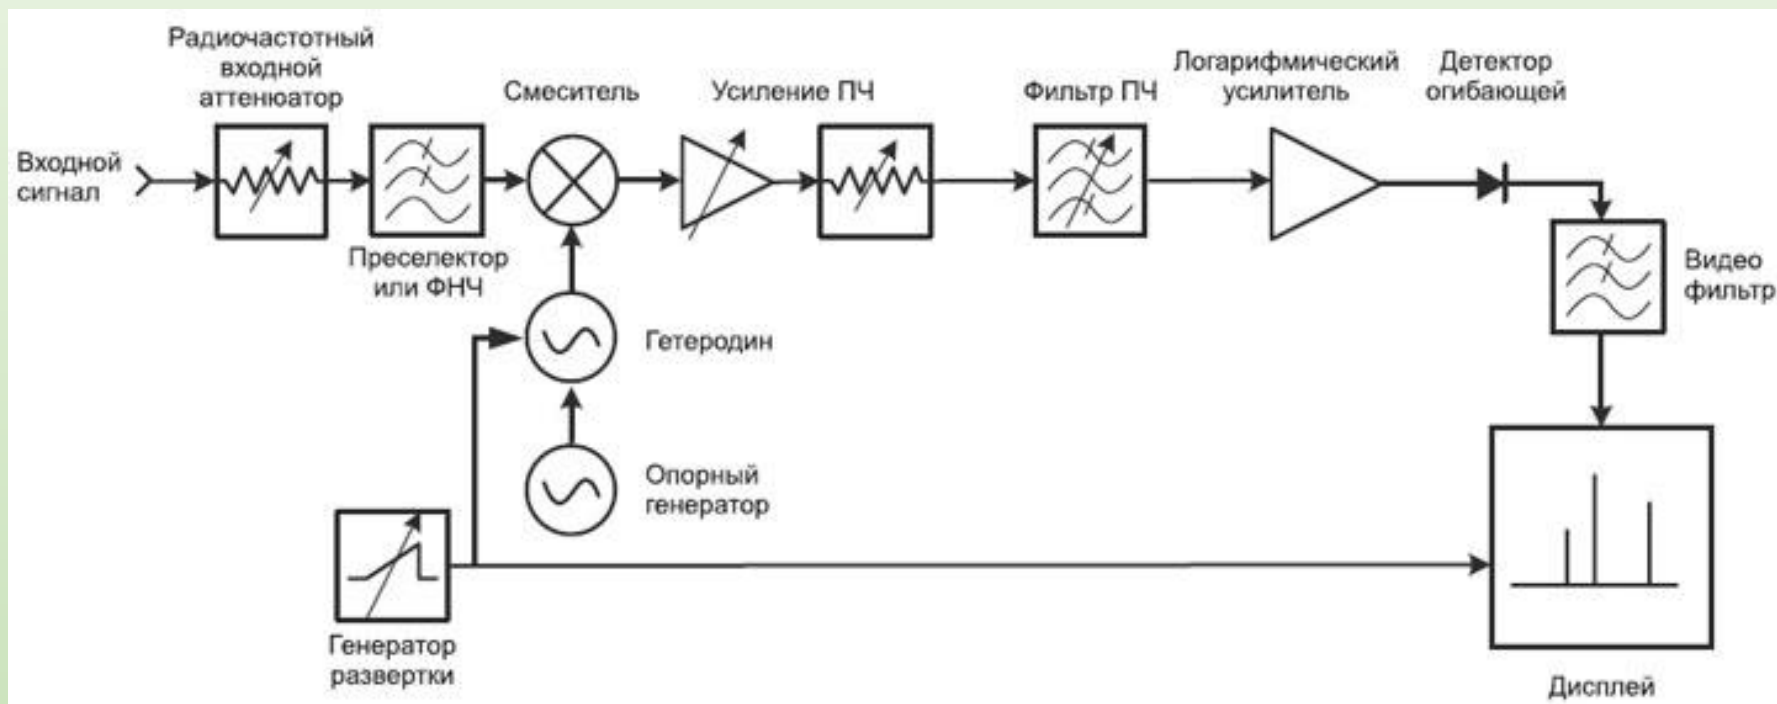 Радиочастотный
входной
аттенюатор
Смеситель
Усиление ПЧ
Фильтр ПЧ
Логарифмический
усилитель
Детектор
огибающей
Входной
сигнал
Преселектор
или ФНЧ
Видео
фильтр
Гетеродин
Опорный
генератор
Генератор
развертки
Дисплей